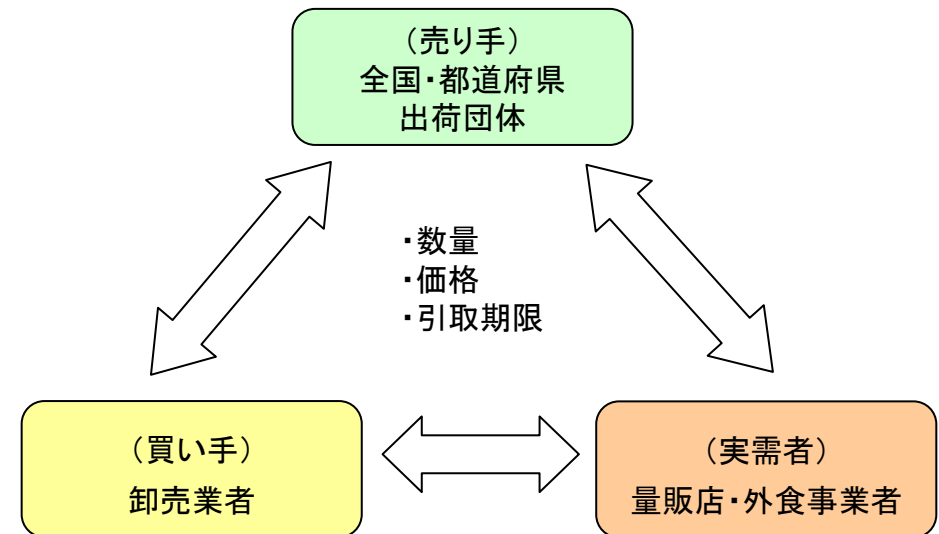 （売り手）
全国・都道府県
出荷団体
・数量
・価格
・引取期限
（買い手）
卸売業者
（実需者）
量販店・外食事業者